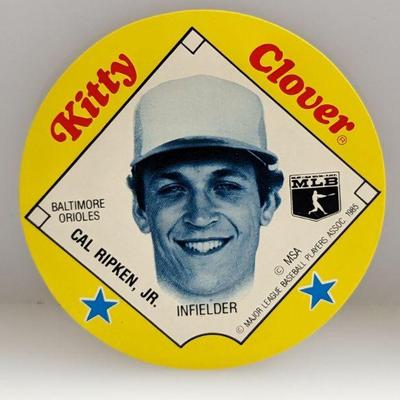 Kitty Clover®
MLB
BALTIMORE
ORIOLES
CAL RIPKEN, JR.
INFIELDER
© MSA
© MAJOR LEAGUE BASEBALL PLAYERS ASSOC. 1985